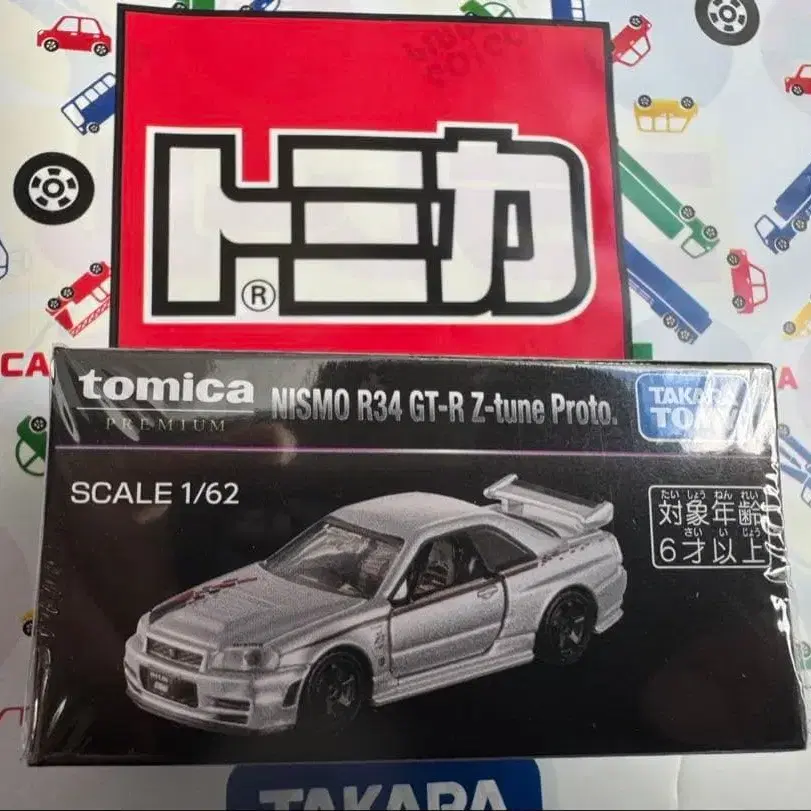 トミカ
®
CA
tomica
PREMIUM
NISMO R34 GT-R Z-tune Proto.
TAKARA
TOMY
SCALE 1/62
たいしょうねんれい
対象年齢
さいいじょう
6才以上
TAKARA